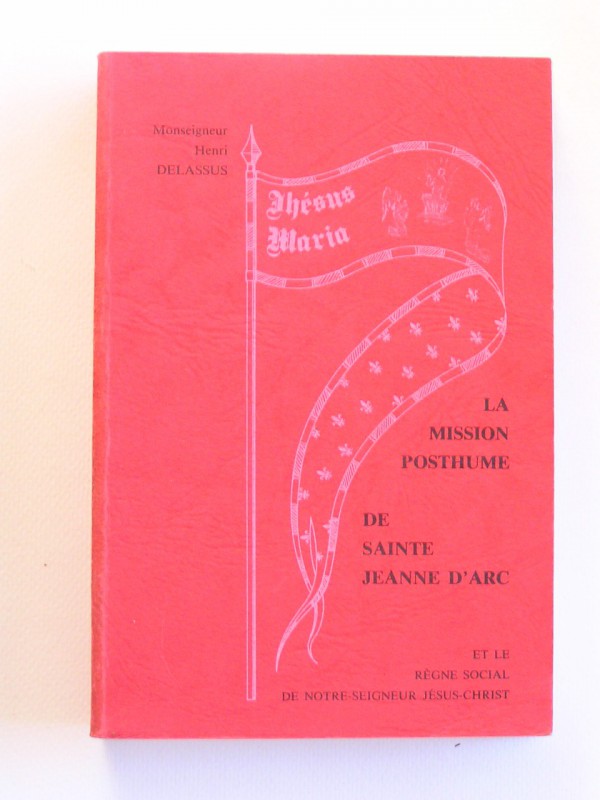 Monseigneur
Henri
DELASSUS
Jhésus
Maria
LA
MISSION
POSTHUME
DE
SAINTE
JEANNE D'ARC
ET LE
RÈGNE SOCIAL
DE NOTRE-SEIGNEUR JÉSUS-CHRIST